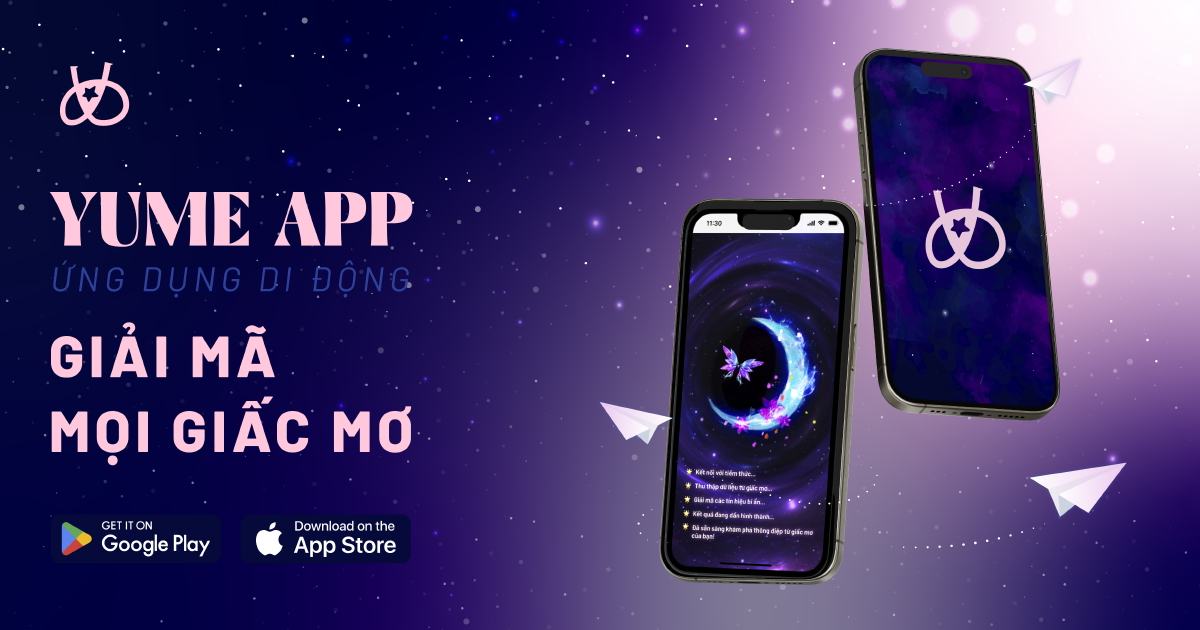 YUME APP
ỨNG DỤNG DI ĐỘNG
GIẢI MÃ
MỌI GIẤC MƠ
GET IT ON
Google Play
Download on the
App Store
11:30
Kết nối với tiềm thức...
Thu thập dữ liệu từ giấc mơ...
Giải mã các tín hiệu bí ẩn...
Kết quả đang dần hình thành...
Đã sẵn sàng khám phá thông điệp từ giấc mơ
của bạn!